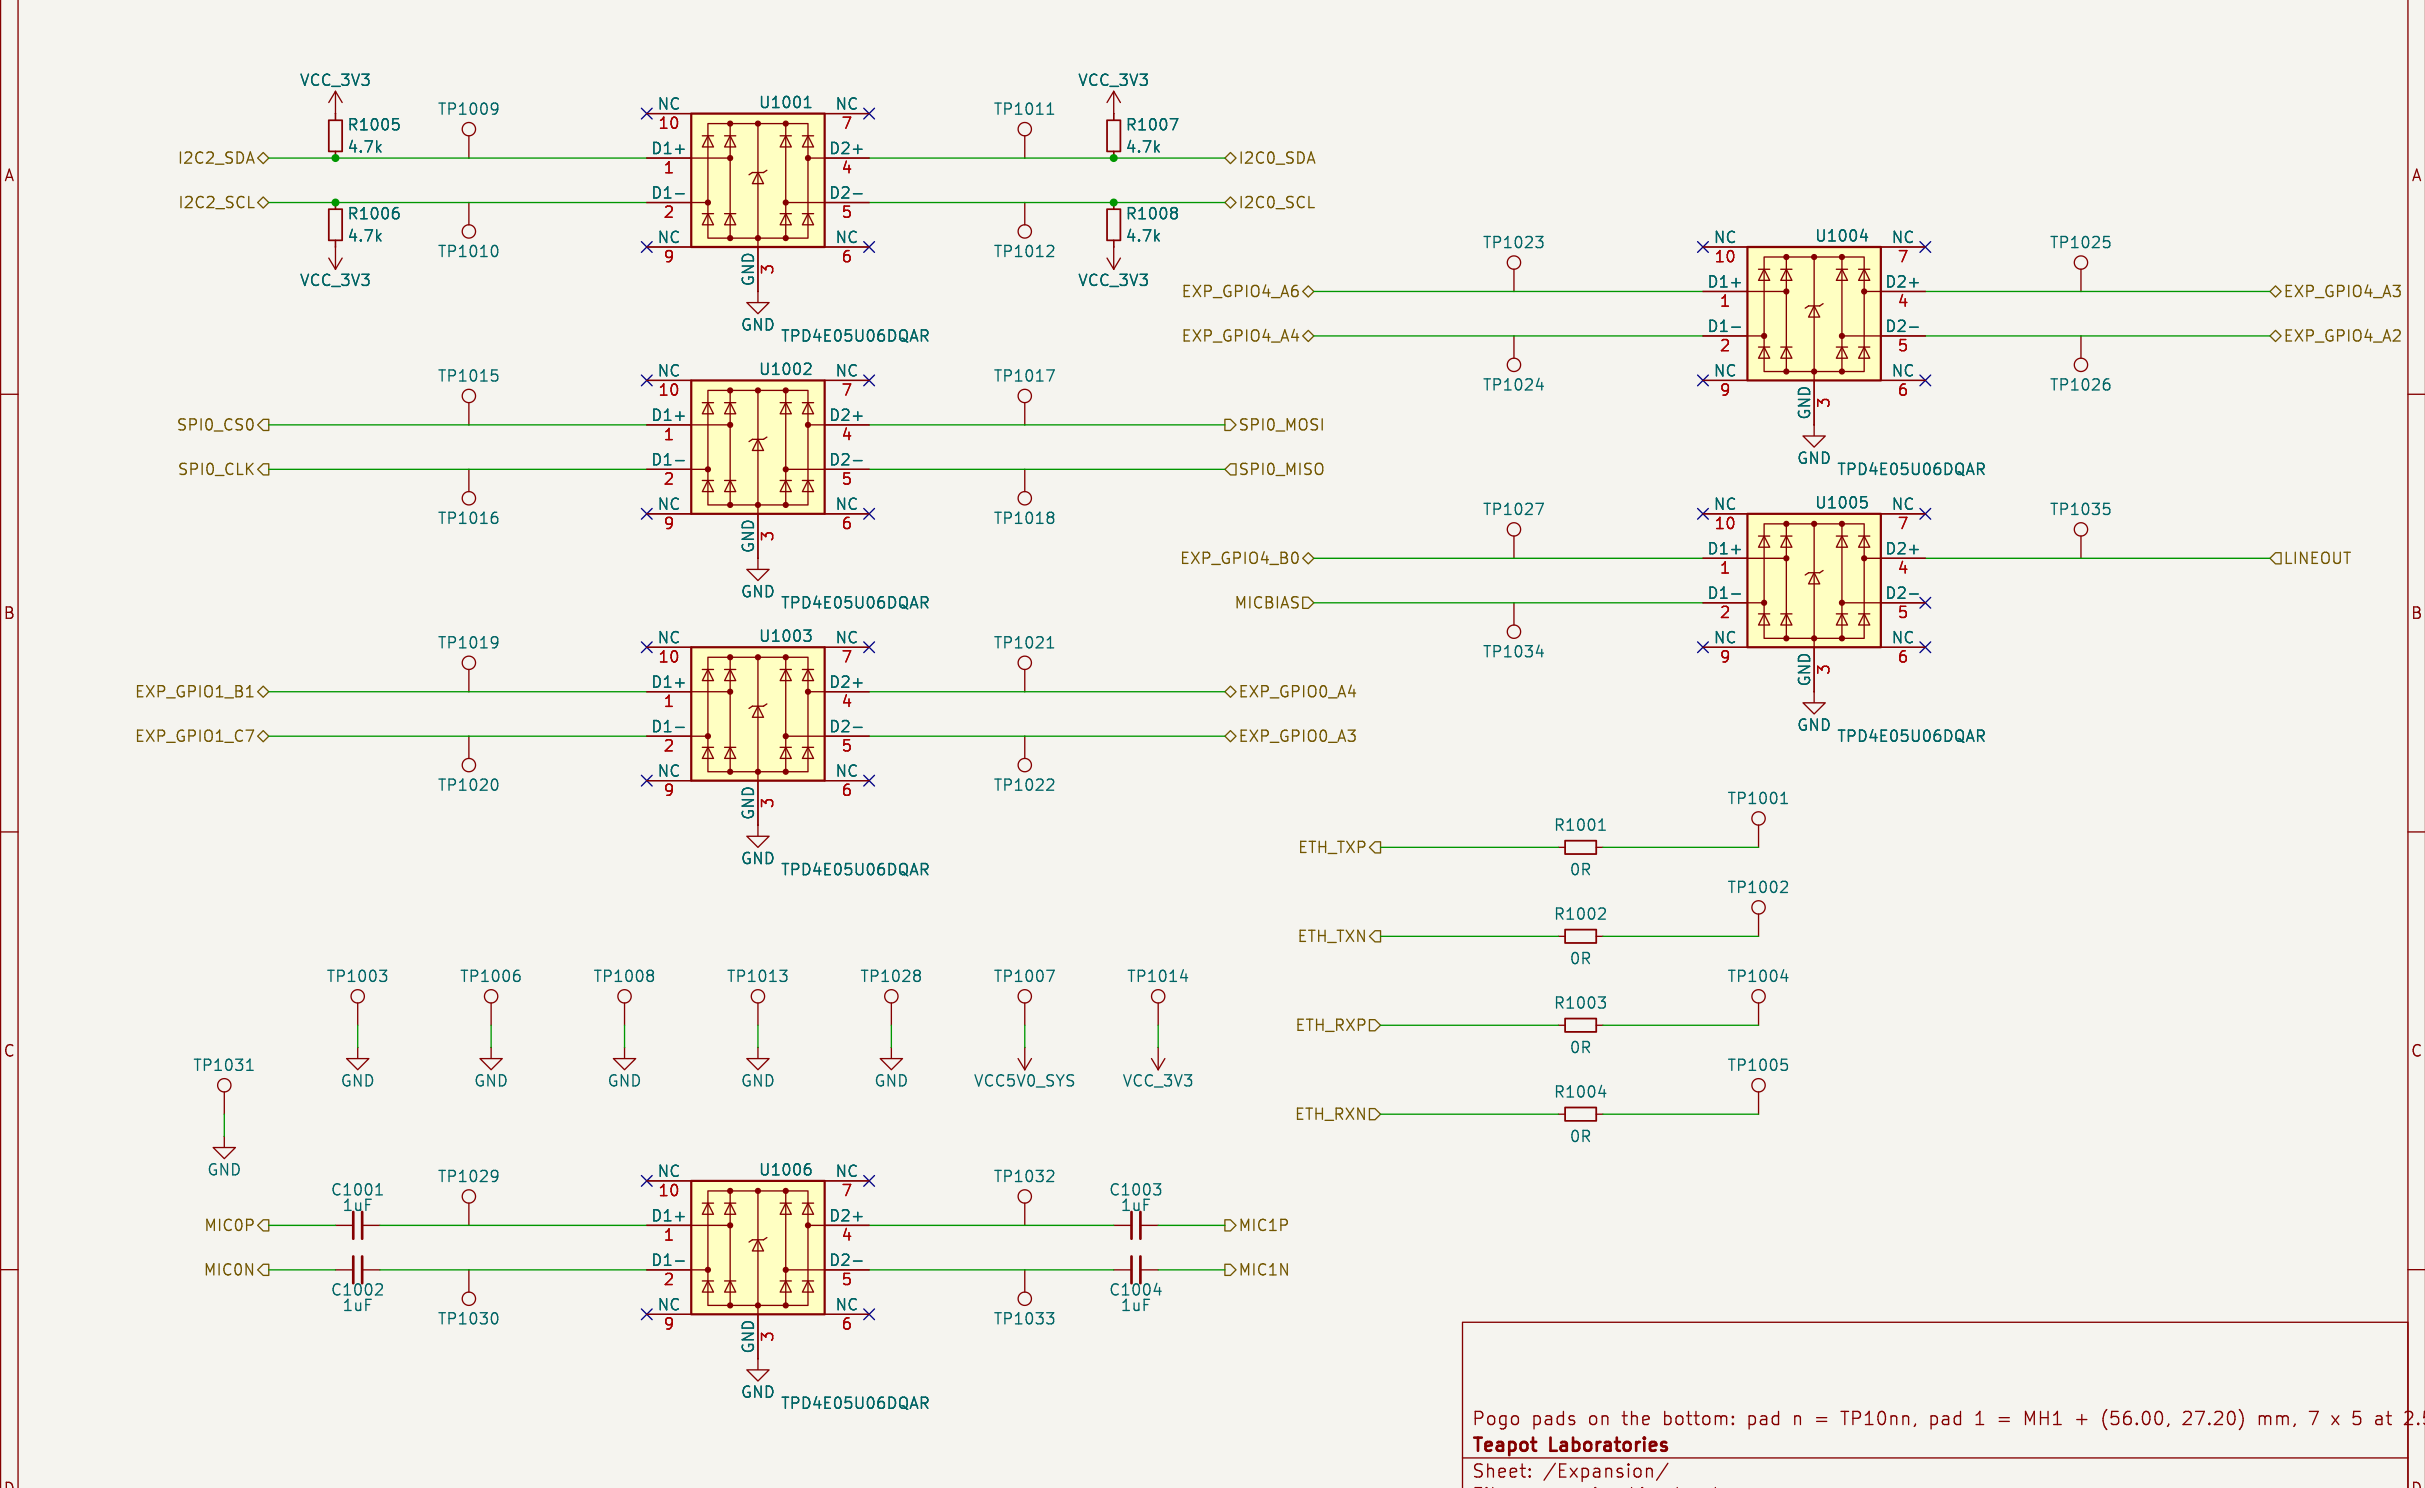 VCC_3V3
R1005
4.7k
TP1009
I2C2_SDA
I2C2_SCL
R1006
4.7k
VCC_3V3
TP1010
U1001
NC
10
D1+
1
D1-
2
NC
9
NC
7
D2+
4
D2-
5
NC
6
GND
3
GND
TPD4E05U06DQAR
TP1011
VCC_3V3
R1007
4.7k
I2C0_SDA
I2C0_SCL
R1008
4.7k
VCC_3V3
TP1012
TP1015
SPI0_CS0
SPI0_CLK
TP1016
U1002
NC
10
D1+
1
D1-
2
NC
9
NC
7
D2+
4
D2-
5
NC
6
GND
3
GND
TPD4E05U06DQAR
TP1017
SPI0_MOSI
SPI0_MISO
TP1018
TP1019
EXP_GPIO1_B1
EXP_GPIO1_C7
TP1020
U1003
NC
10
D1+
1
D1-
2
NC
9
NC
7
D2+
4
D2-
5
NC
6
GND
3
GND
TPD4E05U06DQAR
TP1021
EXP_GPIO0_A4
EXP_GPIO0_A3
TP1022
TP1023
EXP_GPIO4_A6
EXP_GPIO4_A4
TP1024
U1004
NC
10
D1+
1
D1-
2
NC
9
NC
7
D2+
4
D2-
5
NC
6
GND
3
GND
TPD4E05U06DQAR
TP1025
EXP_GPIO4_A3
EXP_GPIO4_A2
TP1026
TP1027
EXP_GPIO4_B0
MICBIAS
TP1034
U1005
NC
10
D1+
1
D1-
2
NC
9
NC
7
D2+
4
D2-
5
NC
6
GND
3
GND
TPD4E05U06DQAR
TP1035
LINEOUT
ETH_TXP
R1001
0R
TP1001
ETH_TXN
R1002
0R
TP1002
ETH_RXP
R1003
0R
TP1004
ETH_RXN
R1004
0R
TP1005
TP1003
GND
TP1006
GND
TP1008
GND
TP1013
GND
TP1028
GND
TP1007
VCC5V0_SYS
TP1014
VCC_3V3
TP1031
GND
MIC0P
C1001
1uF
TP1029
MIC0N
C1002
1uF
TP1030
U1006
NC
10
D1+
1
D1-
2
NC
9
NC
7
D2+
4
D2-
5
NC
6
GND
3
GND
TPD4E05U06DQAR
TP1032
C1003
1uF
MIC1P
TP1033
C1004
1uF
MIC1N
A
B
C
A
B
C
Pogo pads on the bottom: pad n = TP10nn, pad 1 = MH1 + (56.00, 27.20) mm, 7 x 5 at
Teapot Laboratories
Sheet: /Expansion/